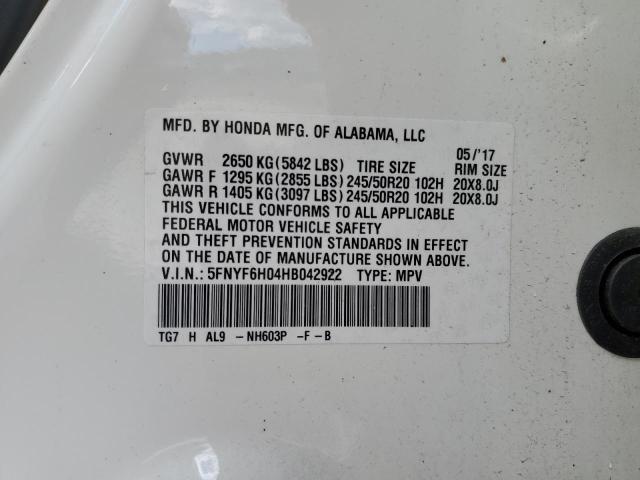 MFD. BY HONDA MFG. OF ALABAMA, LLC
05/'17
GVWR 2650 KG(5842 LBS) TIRE SIZE RIM SIZE
GAWR F 1295 KG(2855 LBS) 245/50R20 102H 20X8.0J
GAWR R 1405 KG(3097 LBS) 245/50R20 102H 20X8.0J
THIS VEHICLE CONFORMS TO ALL APPLICABLE
FEDERAL MOTOR VEHICLE SAFETY
AND THEFT PREVENTION STANDARDS IN EFFECT
ON THE DATE OF MANUFACTURE SHOWN ABOVE.
V.I.N.: 5FNYF6H04HB042922 TYPE: MPV
TG7 H AL9 -NH603P -F-B